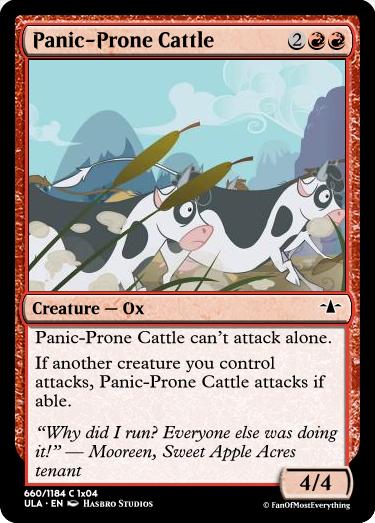 Panic-Prone Cattle 2
Panic-Prone Cattle can't attack alone.
If another creature you control
attacks, Panic-Prone Cattle attacks if
able.
"Why did I run? Everyone else was doing
it!" — Mooreen, Sweet Apple Acres
tenant
Creature — Ox
4/4
660/1184 C 1x04
ULA • EN HASBRO STUDIOS
© FanOfMostEverything